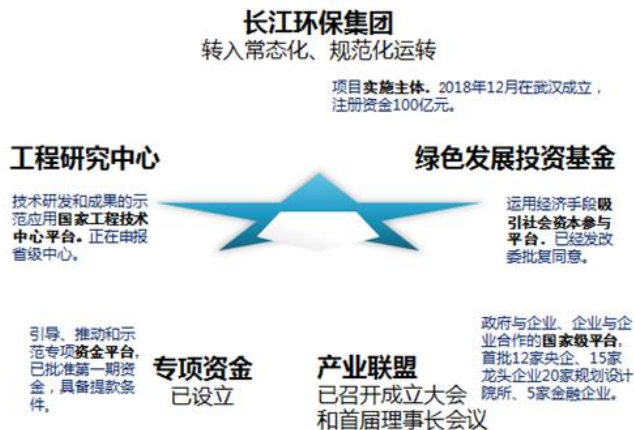 长江环保集团
转入常态化、规范化运转
项目实施主体．2018年12月在武汉成立，
注册资金100亿元。
工程研究中心
技术研发和成果的示
范应用国家工程技术
中心平台。正在申报
省级中心。
绿色发展投资基金
运用经济手段吸
引社会资本参与
平台．已经发改
委批复同意。
引导、推动和示
范专项资金平台，
已批准第一期资
金，具备提款条
件。
专项资金
已设立
产业联盟
已召开成立大会
和首届理事长会议
政府与企业、企业与企
业合作的国家级平台，
首批12家央企、15家
龙头企业20家规划设计
院所、5家金融企业。